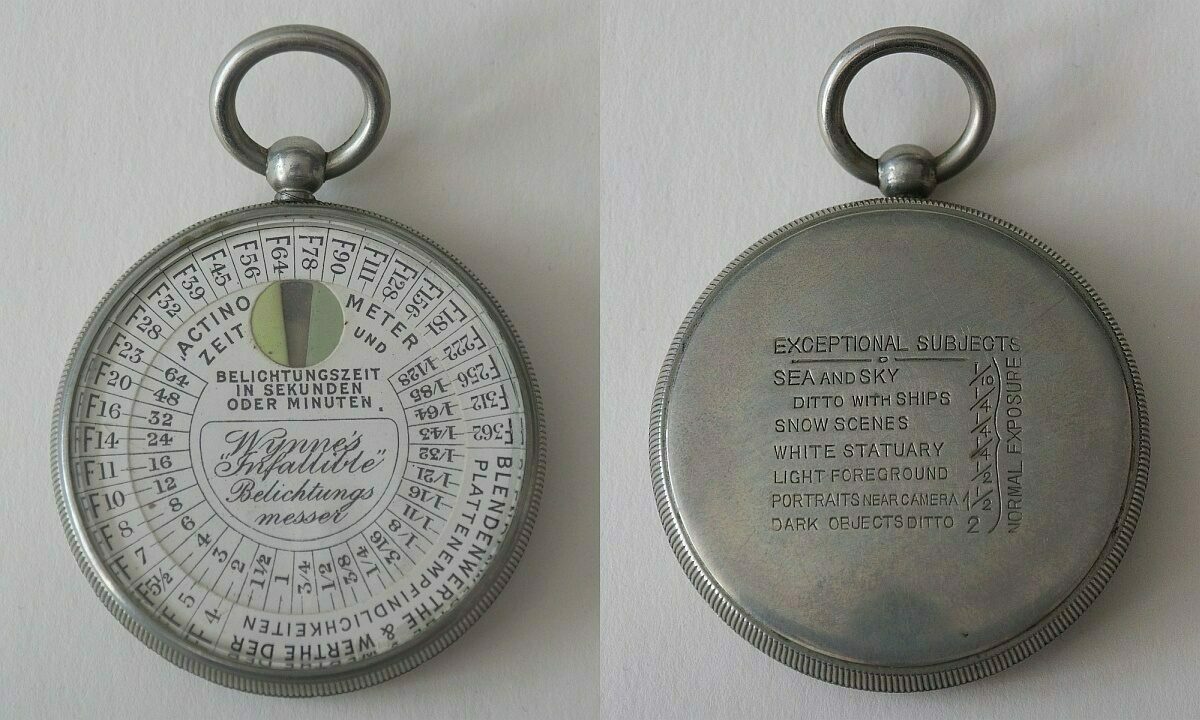 F5½ F7 F8 F10 F11 F14 F16 F20 F23 F28 F32 F39 F45 F56 F64 F78 F90 F111 F128 F156 F181 F222 F256 F312 F362
BLENDENWERTHE & WERTHE DER
PLATTENEMPFINDLICHKEITEN
ACTINO METER
ZEIT UND
64 48 32 24 16 12 8 6 4 3 2 1½ 1 3/4 1/2 3/8 1/4 3/16 1/8 1/11 1/16 1/21 1/32 1/43 1/64 1/85 1/128
BELICHTUNGSZEIT
IN SEKUNDEN
ODER MINUTEN.
Wynne's
"Infallible"
Belichtungs
messer
EXCEPTIONAL SUBJECTS
SEA AND SKY 1/10
DITTO WITH SHIPS 1/4
SNOW SCENES 1/4
WHITE STATUARY 1/4
LIGHT FOREGROUND 1/2
PORTRAITS NEAR CAMERA 1½
DARK OBJECTS DITTO 2
NORMAL EXPOSURE